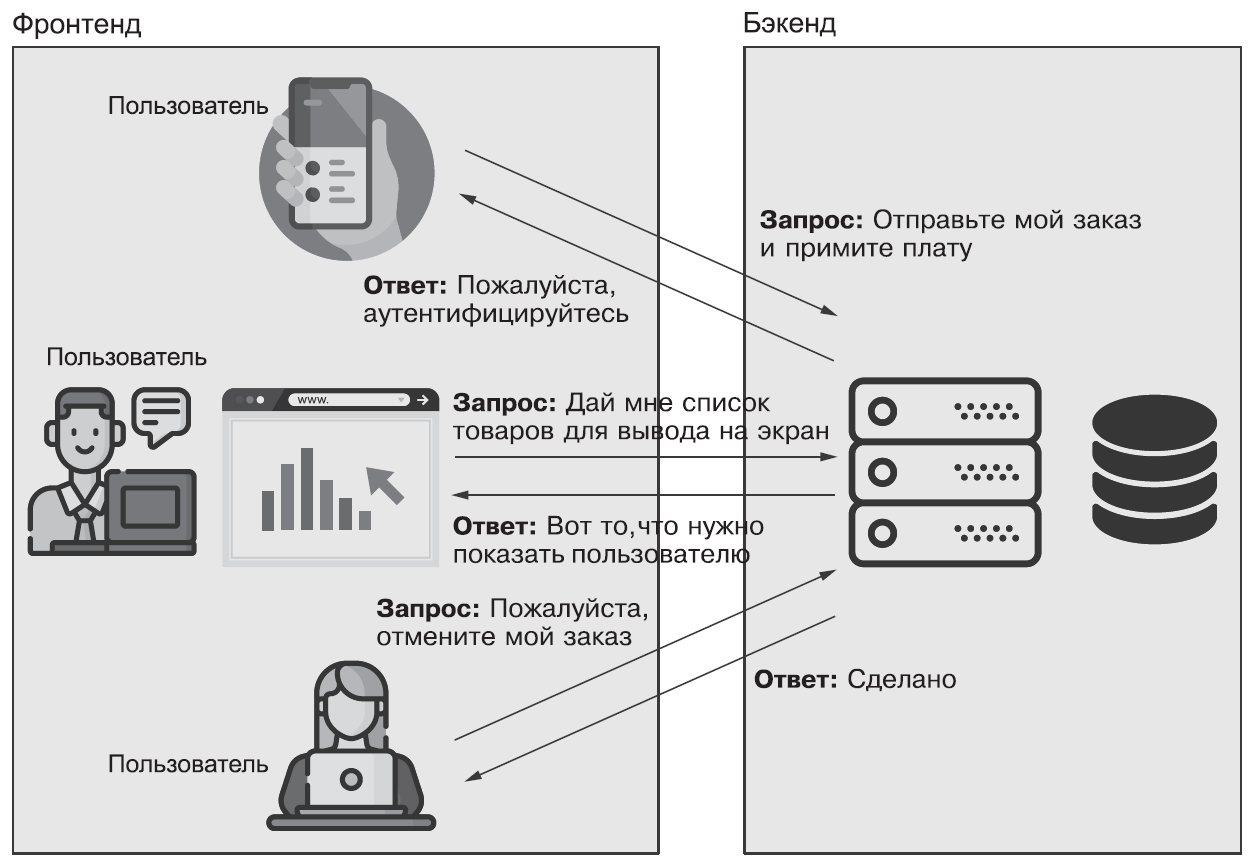 Фронтенд
Бэкенд
Пользователь
Запрос: Отправьте мой заказ
и примите плату
Ответ: Пожалуйста,
аутентифицируйтесь
Пользователь
www.
Запрос: Дай мне список
товаров для вывода на экран
Ответ: Вот то,что нужно
показать пользователю
Запрос: Пожалуйста,
отмените мой заказ
Ответ: Сделано
Пользователь